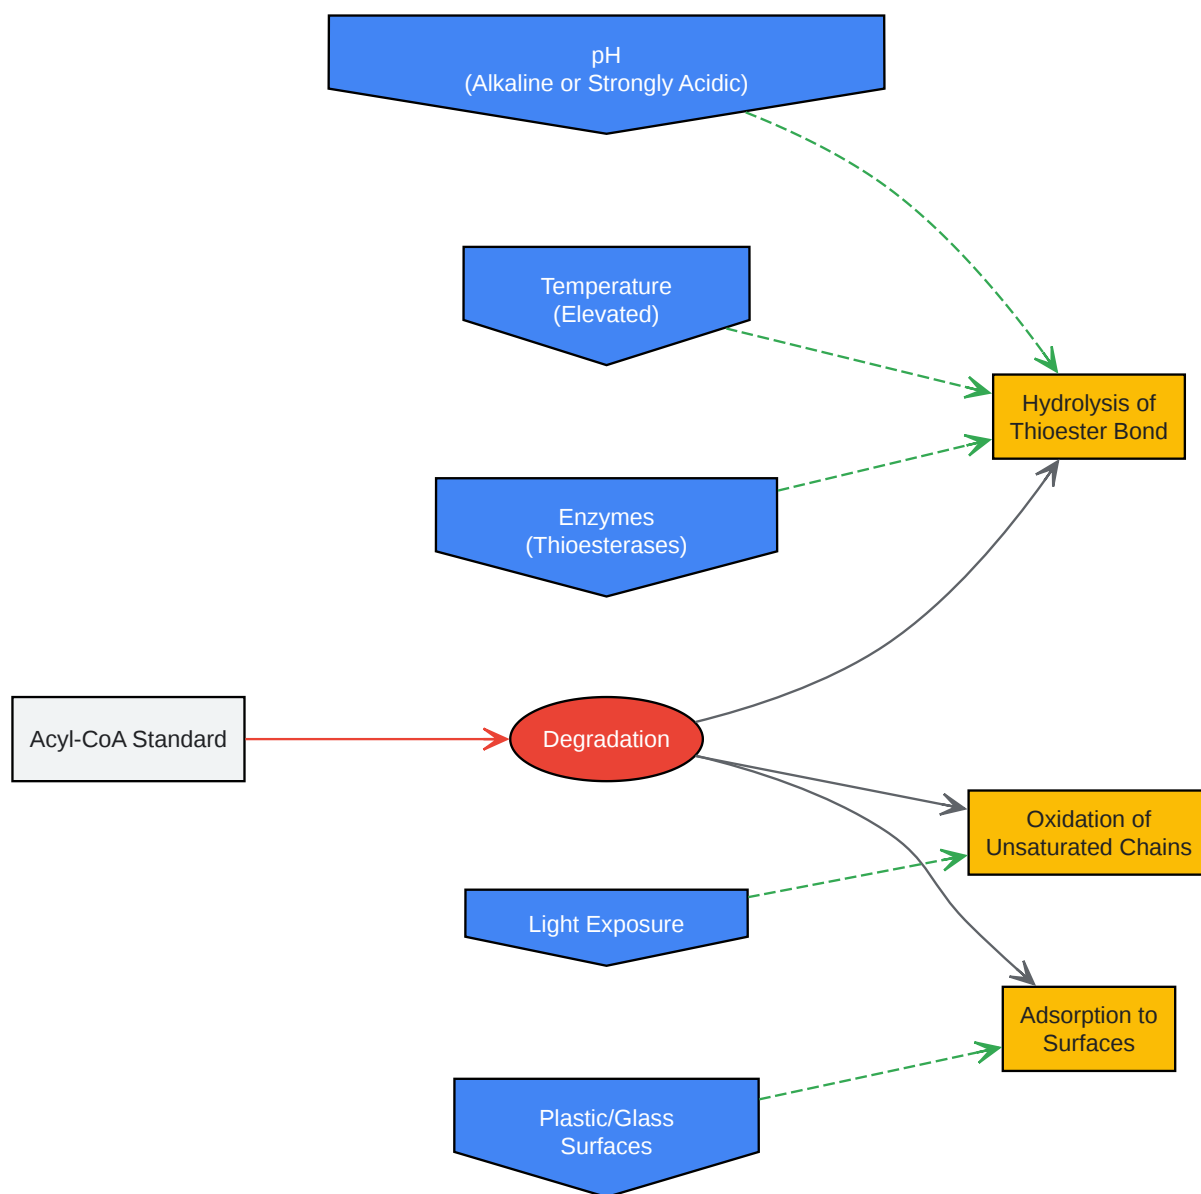 pH
(Alkaline or Strongly Acidic)
Temperature
(Elevated)
Hydrolysis of
Thioester Bond
Enzymes
(Thioesterases)
Acyl-CoA Standard
Degradation
Oxidation of
Unsaturated Chains
Light Exposure
Adsorption to
Surfaces
Plastic/Glass
Surfaces